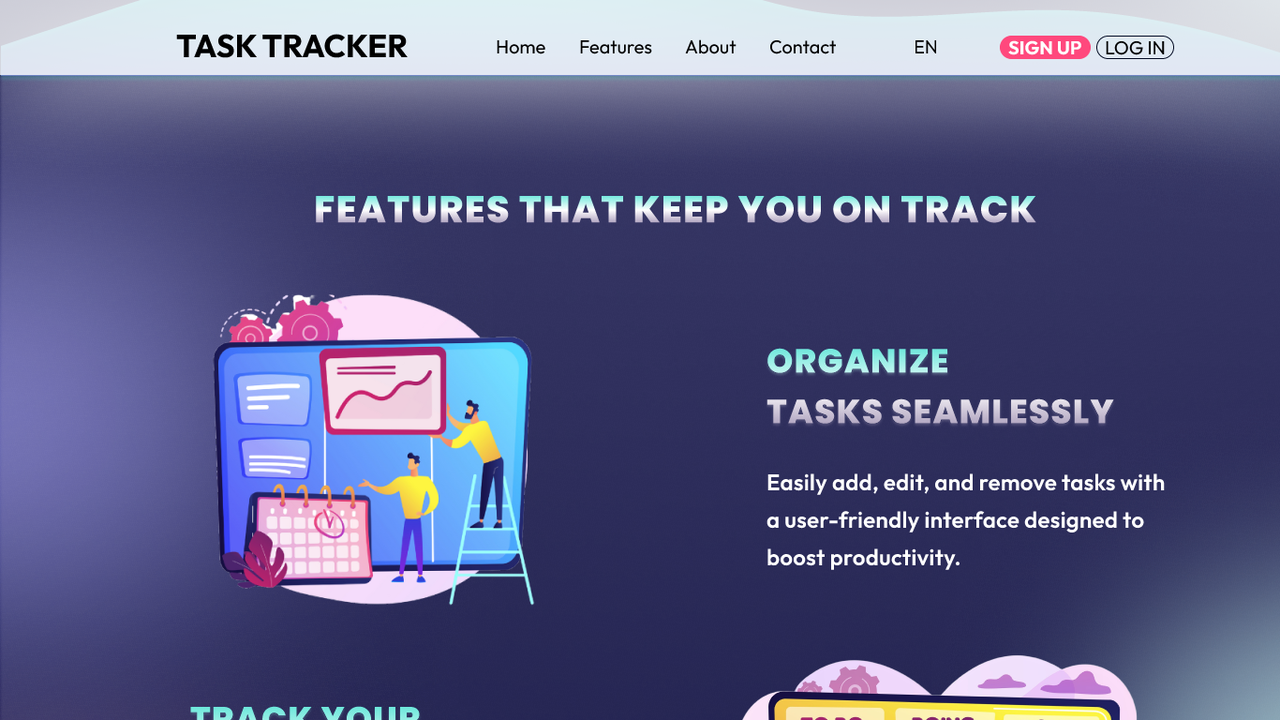 TASK TRACKER
Home Features About Contact EN SIGN UP LOG IN
FEATURES THAT KEEP YOU ON TRACK
ORGANIZE
TASKS SEAMLESSLY
Easily add, edit, and remove tasks with
a user-friendly interface designed to
boost productivity.
TRACK YOUR
TO DO DOING